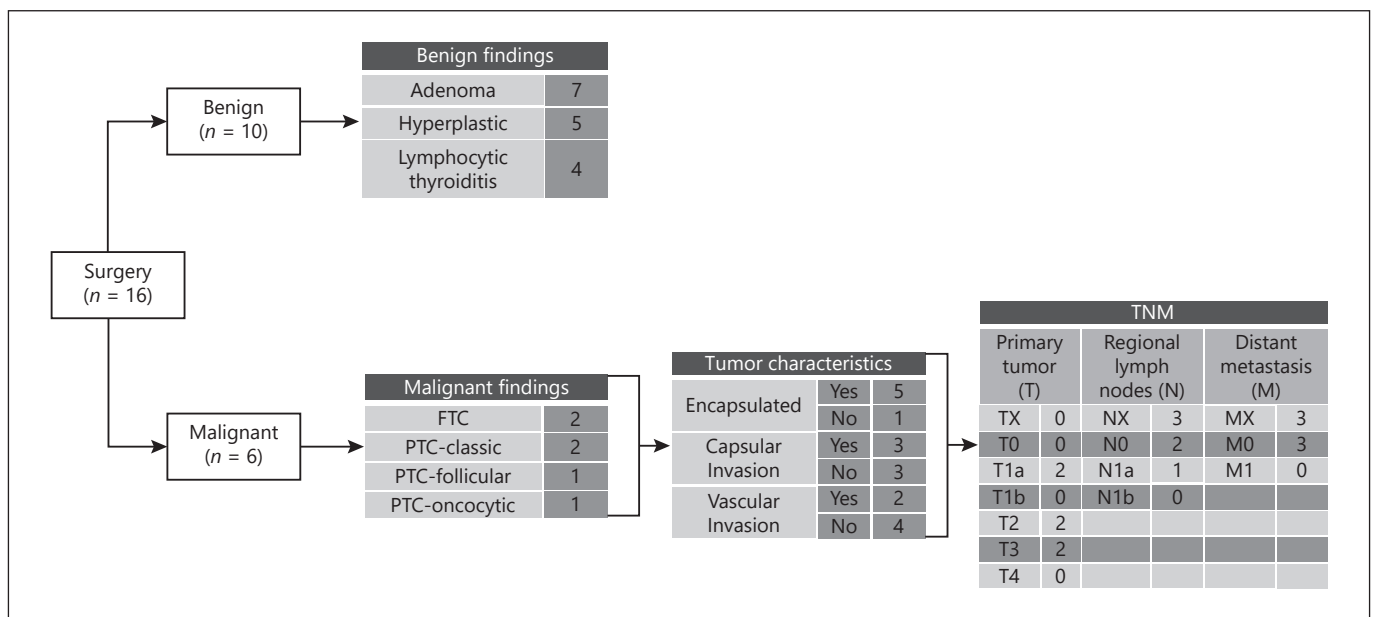 Benign findings
Adenoma 7
Hyperplastic 5
Lymphocytic
thyroiditis
4
Benign
(n = 10)
Surgery
(n = 16)
Malignant
(n = 6)
Malignant findings
FTC 2
PTC-classic 2
PTC-follicular 1
PTC-oncocytic 1
Tumor characteristics
Encapsulated
Yes 5
No 1
Capsular
Invasion
Yes 3
No 3
Vascular
Invasion
Yes 2
No 4
TNM
Primary
tumor
(T)
Regional
lymph
nodes (N)
Distant
metastasis
(M)
TX 0 NX 3 MX 3
T0 0 N0 2 M0 3
T1a 2 N1a 1 M1 0
T1b 0 N1b 0
T2 2
T3 2
T4 0